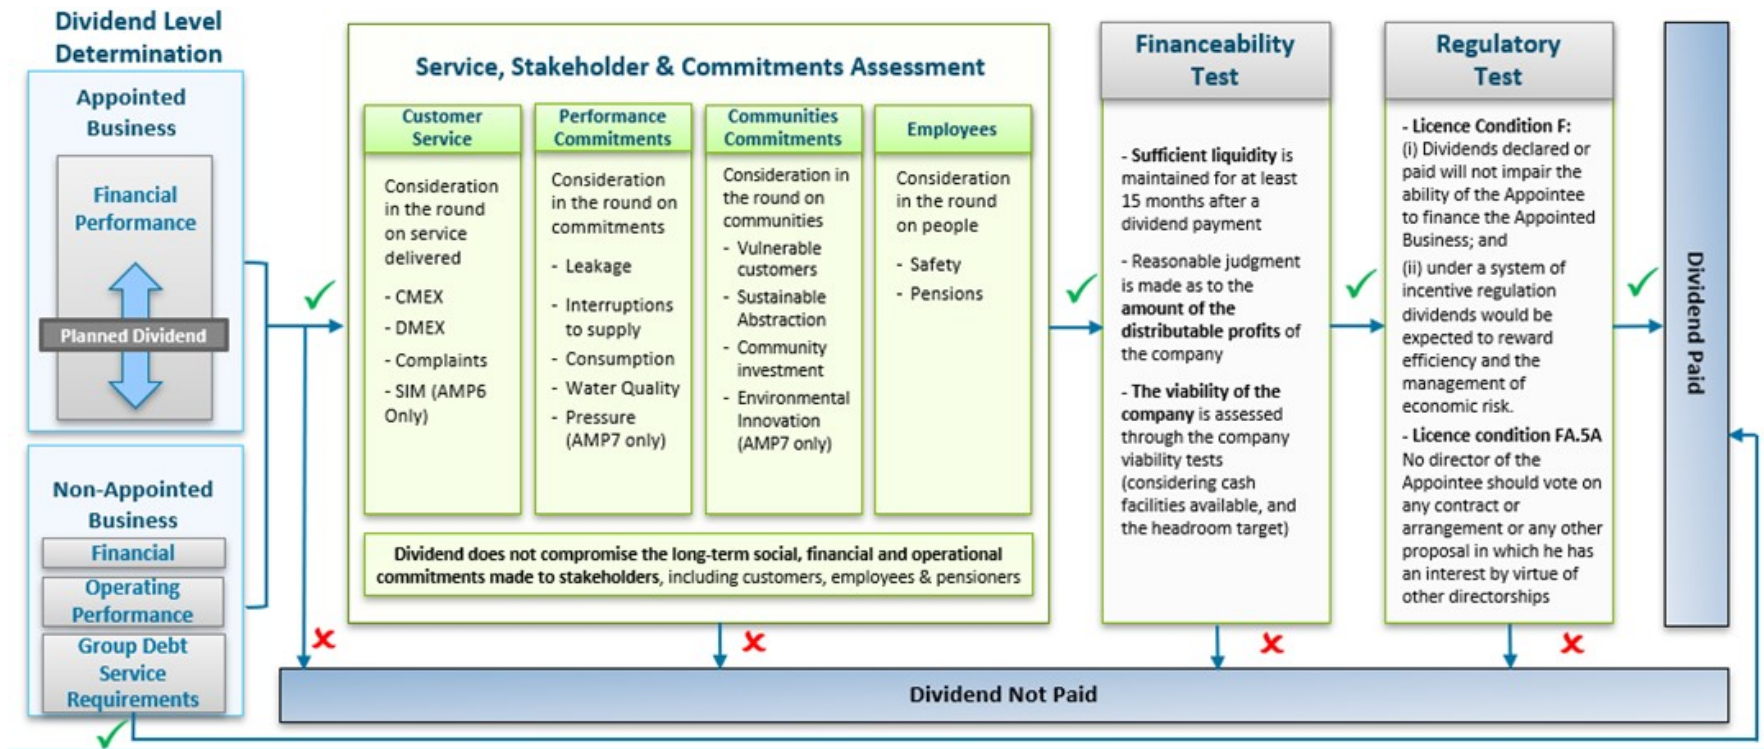 Dividend Level
Determination
Appointed
Business
Financial
Performance
Planned Dividend
Non-Appointed
Business
Financial
Operating
Performance
Group Debt
Service
Requirements
Service, Stakeholder & Commitments Assessment
Customer
Service
Consideration
in the round
on service
delivered
- CMEX
- DMEX
- Complaints
- SIM (AMP6
Only)
Performance
Commitments
Consideration
in the round on
commitments
- Leakage
- Interruptions
to supply
- Consumption
- Water Quality
- Pressure
(AMP7 only)
Communities
Commitments
Consideration in
the round on
communities
- Vulnerable
customers
- Sustainable
Abstraction
- Community
investment
- Environmental
Innovation
(AMP7 only)
Employees
Consideration
in the round
on people
- Safety
- Pensions
Dividend does not compromise the long-term social, financial and operational
commitments made to stakeholders, including customers, employees & pensioners
Financeability
Test
- Sufficient liquidity is
maintained for at least
15 months after a
dividend payment
- Reasonable judgment
is made as to the
amount of the
distributable profits of
the company
- The viability of the
company is assessed
through the company
viability tests
(considering cash
facilities available, and
the headroom target)
Regulatory
Test
- Licence Condition F:
(i) Dividends declared or
paid will not impair the
ability of the Appointee
to finance the Appointed
Business; and
(ii) under a system of
incentive regulation
dividends would be
expected to reward
efficiency and the
management of
economic risk.
- Licence condition FA.5A
No director of the
Appointee should vote on
any contract or
arrangement or any other
proposal in which he has
an interest by virtue of
other directorships
Dividend Paid
Dividend Not Paid